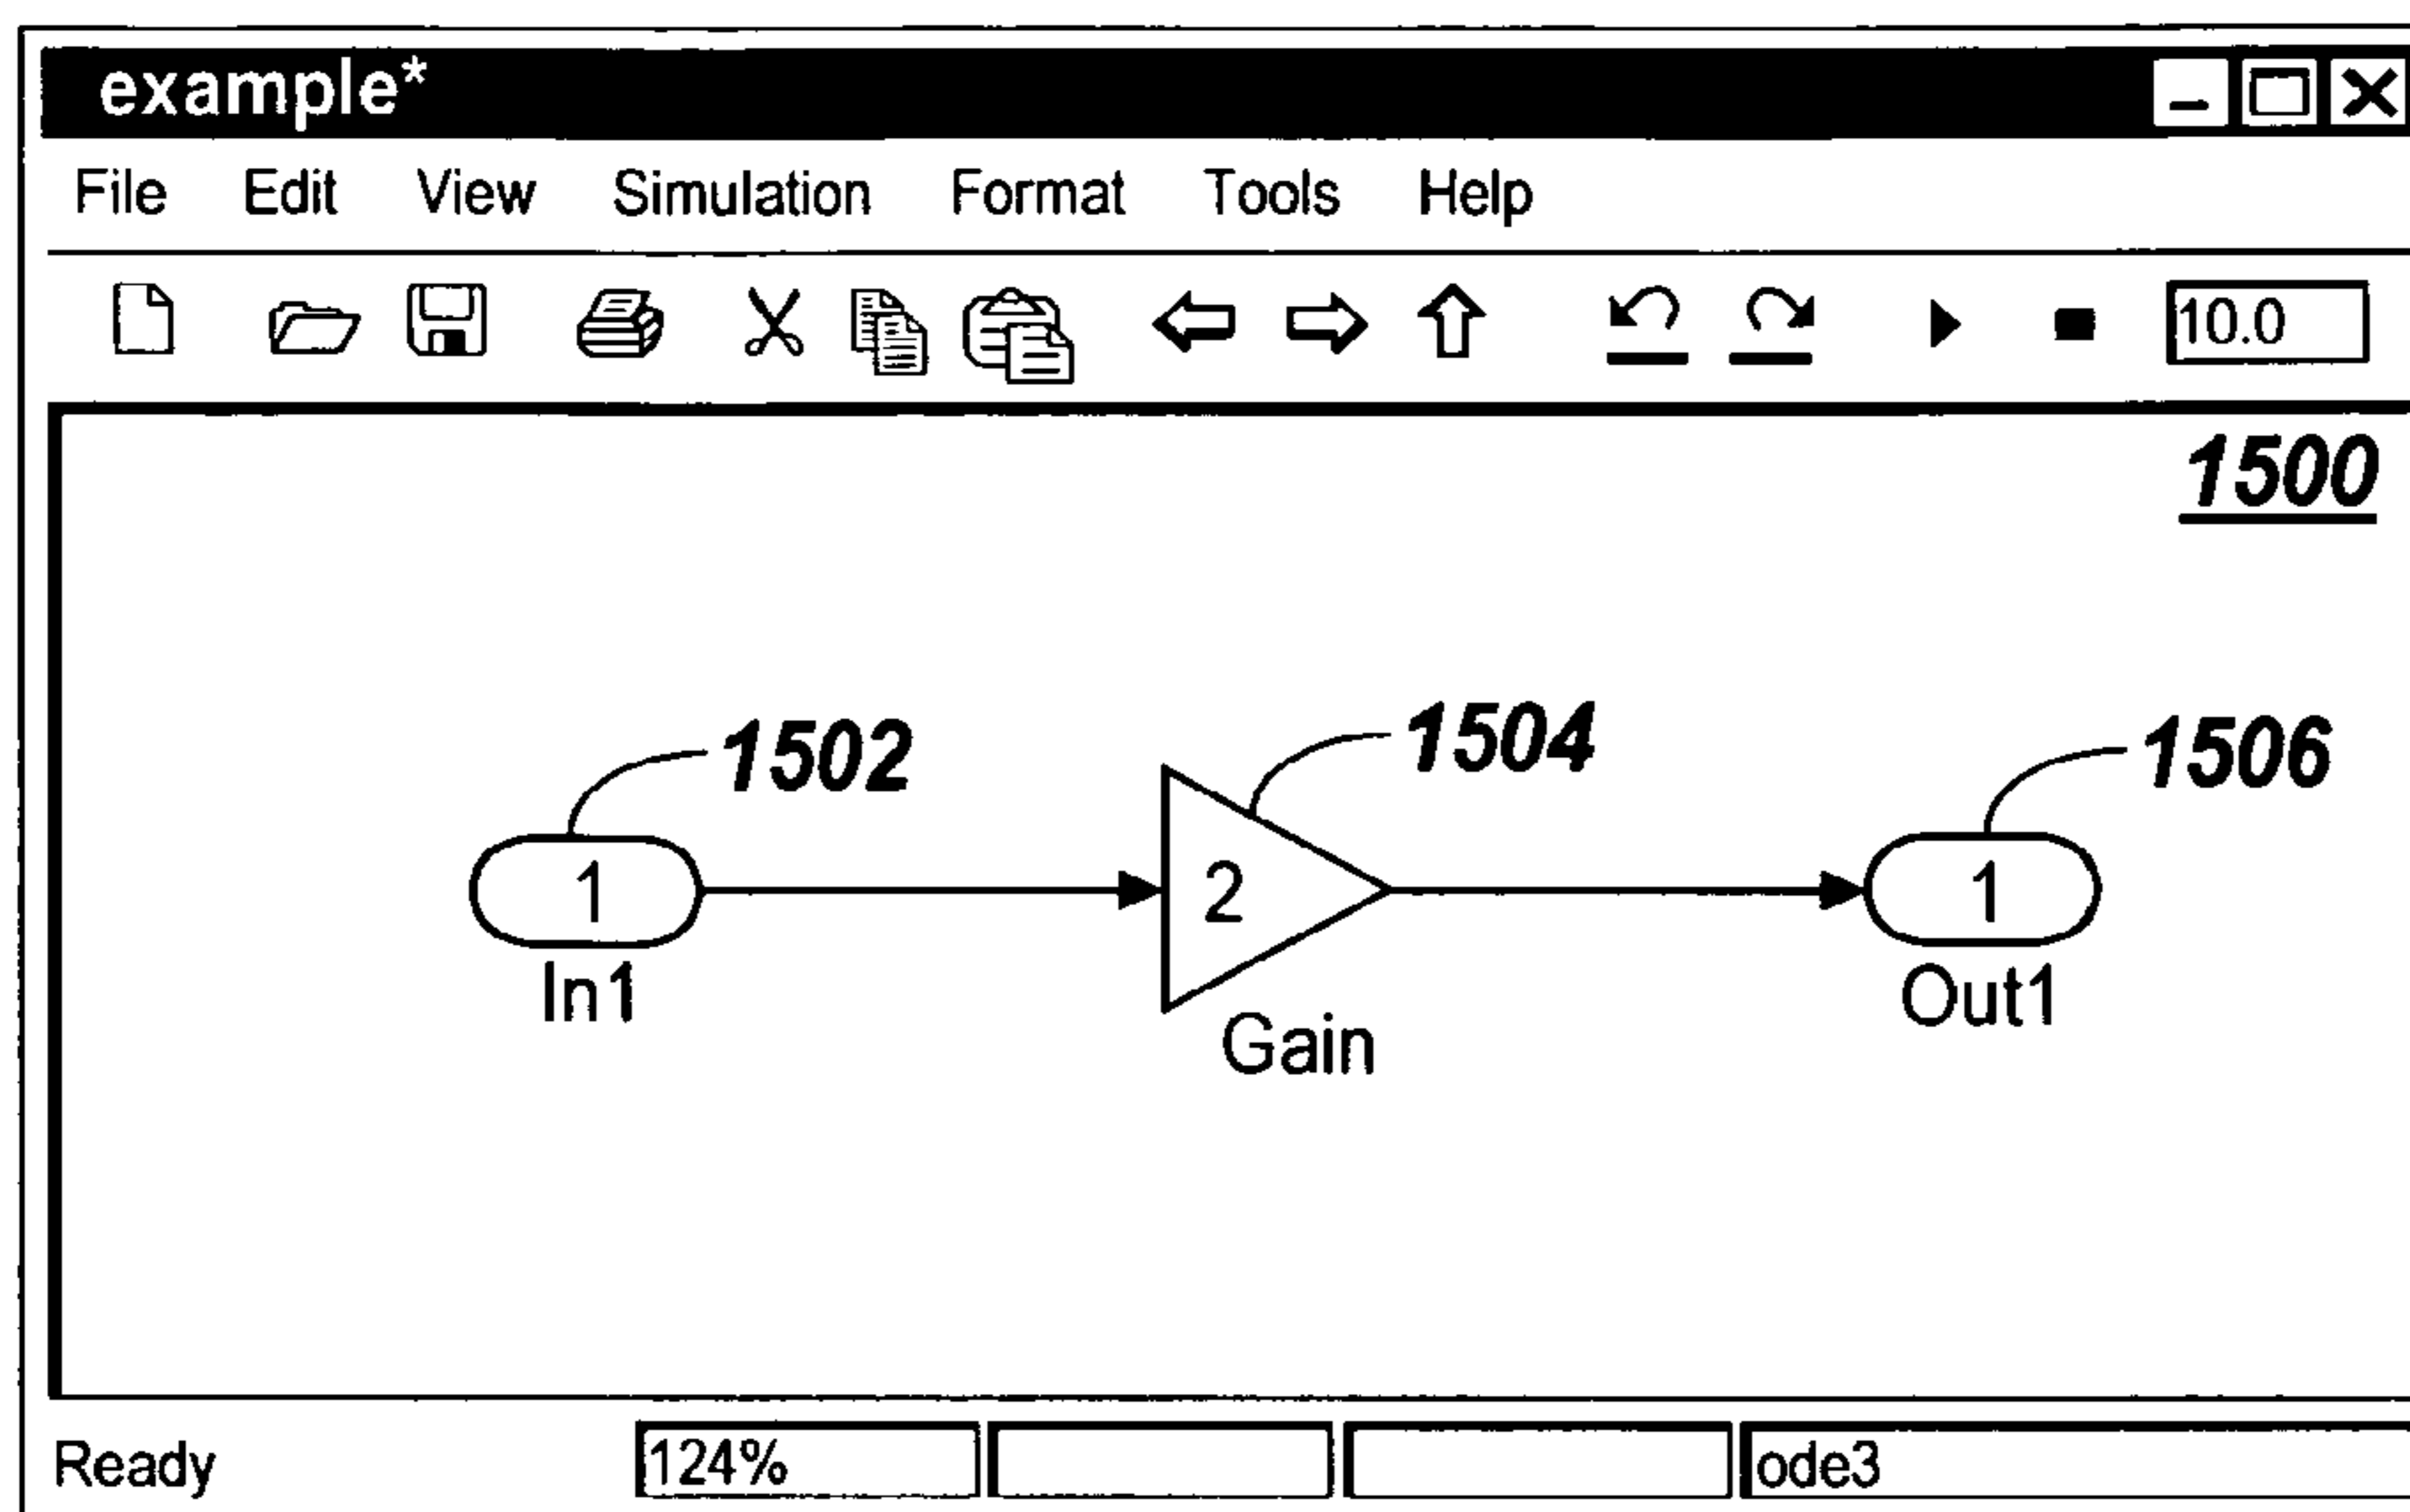 example*
File Edit View Simulation Format Tools Help
10.0
1500
1502 1504 1506
1 2 1
In1 Gain Out1
Ready 124% ode3